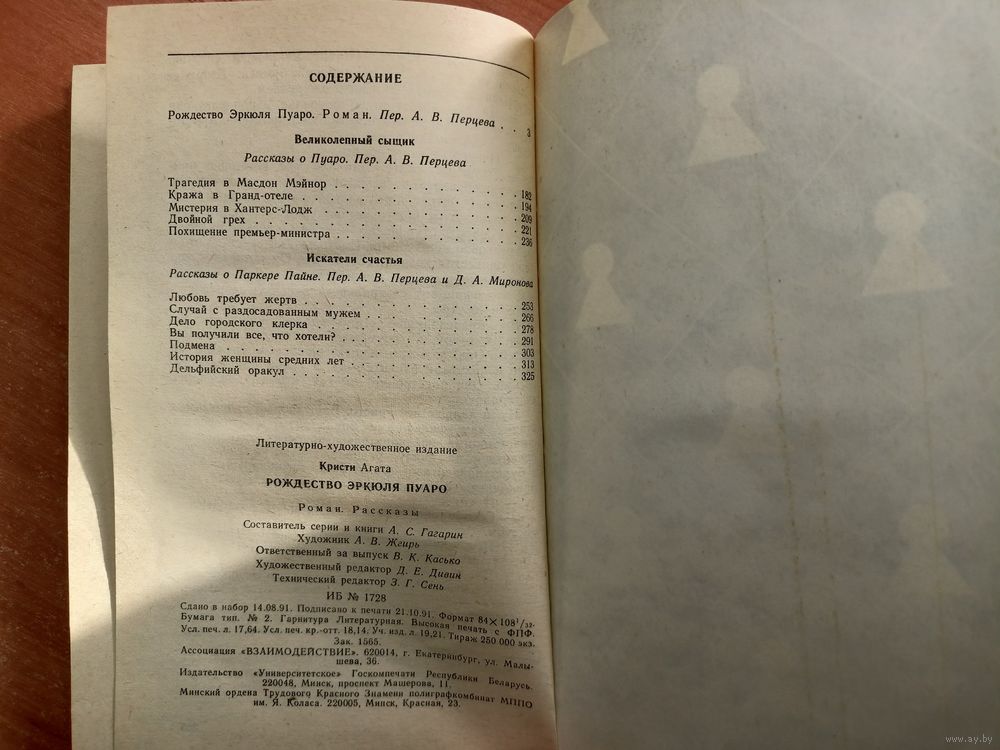 СОДЕРЖАНИЕ
Рождество Эркюля Пуаро. Роман. Пер. А. В. Перцева . . 3
Великолепный сыщик
Рассказы о Пуаро. Пер. А. В. Перцева
Трагедия в Масдон Мэйнор . . . . . . . . . . . . 182
Кража в Гранд-отеле . . . . . . . . . . . . . . 194
Мистерия в Хантерс-Лодж . . . . . . . . . . . . 209
Двойной грех . . . . . . . . . . . . . . . . . 221
Похищение премьер-министра . . . . . . . . . . . 236
Искатели счастья
Рассказы о Паркере Пайне. Пер. А. В. Перцева и Д. А. Миронова
Любовь требует жертв . . . . . . . . . . . . . 253
Случай с раздосадованным мужем . . . . . . . . . 266
Дело городского клерка . . . . . . . . . . . . 278
Вы получили все, что хотели? . . . . . . . . . . 291
Подмена . . . . . . . . . . . . . . . . . . . 303
История женщины средних лет . . . . . . . . . . 313
Дельфийский оракул . . . . . . . . . . . . . . 325
Литературно-художественное издание
Кристи Агата
РОЖДЕСТВО ЭРКЮЛЯ ПУАРО
Роман. Рассказы
Составитель серии и книги А. С. Гагарин
Художник А. В. Жгирь
Ответственный за выпуск В. К. Касько
Художественный редактор Д. Е. Дивин
Технический редактор З. Г. Сень
ИБ № 1728
Сдано в набор 14.08.91. Подписано к печати 21.10.91. Формат 84×108¹/₃₂.
Бумага тип. № 2. Гарнитура Литературная. Высокая печать с ФПФ.
Усл. печ. л. 17,64. Усл. печ. кр.-отт. 18,14. Уч. изд. л. 19,21. Тираж 250 000 экз.
Зак. 1565.
Ассоциация «ВЗАИМОДЕЙСТВИЕ». 620014, г. Екатеринбург, ул. Малы-
шева, 36.
Издательство «Университетское» Госкомпечати Республики Беларусь.
220048, Минск, проспект Машерова, 11.
Минский ордена Трудового Красного Знамени полиграфкомбинат МППО
им. Я. Коласа. 220005, Минск, Красная, 23.
www.ay.by